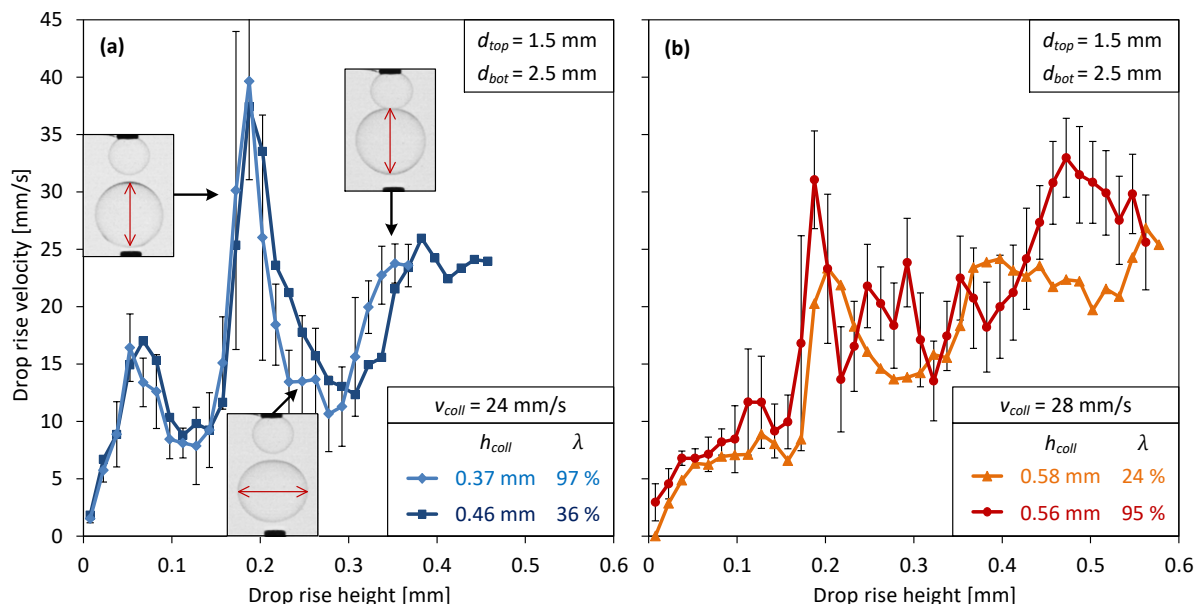 Drop rise velocity [mm/s]
45
40
35
30
25
20
15
10
5
0
(a)
d_top = 1.5 mm
d_bot = 2.5 mm
v_coll = 24 mm/s
h_coll λ
0.37 mm 97 %
0.46 mm 36 %
0 0.1 0.2 0.3 0.4 0.5 0.6
Drop rise height [mm]
(b)
d_top = 1.5 mm
d_bot = 2.5 mm
v_coll = 28 mm/s
h_coll λ
0.58 mm 24 %
0.56 mm 95 %
0 0.1 0.2 0.3 0.4 0.5 0.6
Drop rise height [mm]